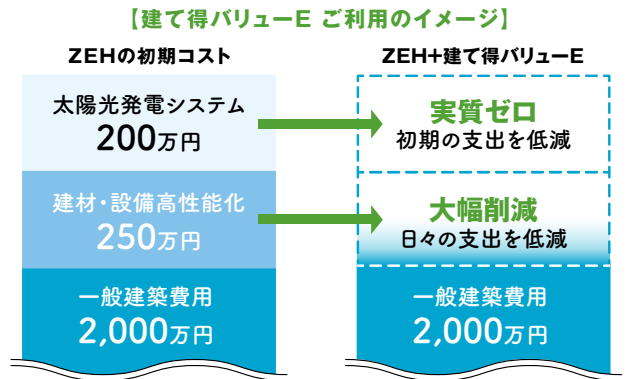 【建て得バリューE ご利用のイメージ】
ZEHの初期コスト
太陽光発電システム
200万円
建材・設備高性能化
250万円
一般建築費用
2,000万円
ZEH+建て得バリューE
実質ゼロ
初期の支出を低減
大幅削減
日々の支出を低減
一般建築費用
2,000万円